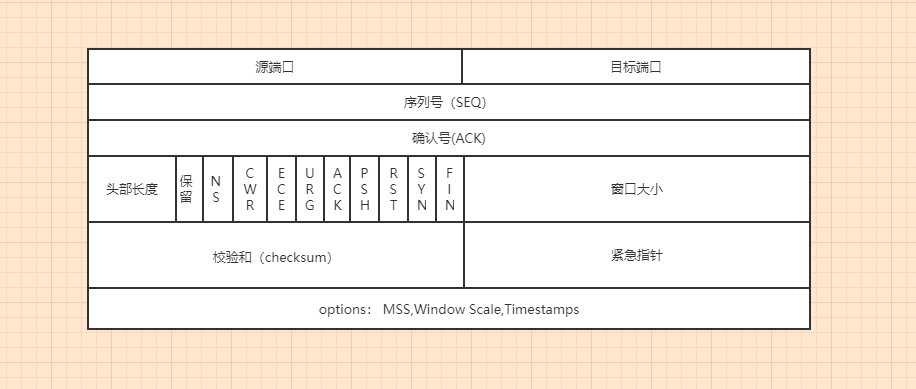 源端口 目标端口
序列号（SEQ）
确认号(ACK)
头部长度 保留 NS CWR ECE URG ACK PSH RST SYN FIN 窗口大小
校验和（checksum） 紧急指针
options： MSS,Window Scale,Timestamps